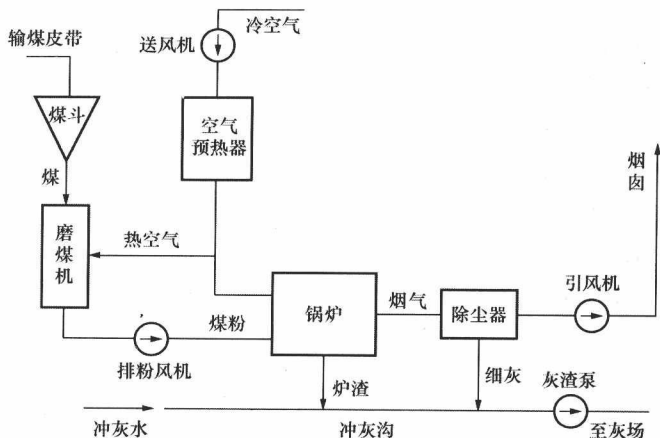 冷空气
输煤皮带
送风机
煤斗
空气
预热器
煤
烟
囱
磨
煤
机
热空气
引风机
锅炉
烟气
除尘器
煤粉
排粉风机
炉渣
细灰
灰渣泵
冲灰水
冲灰沟
至灰场